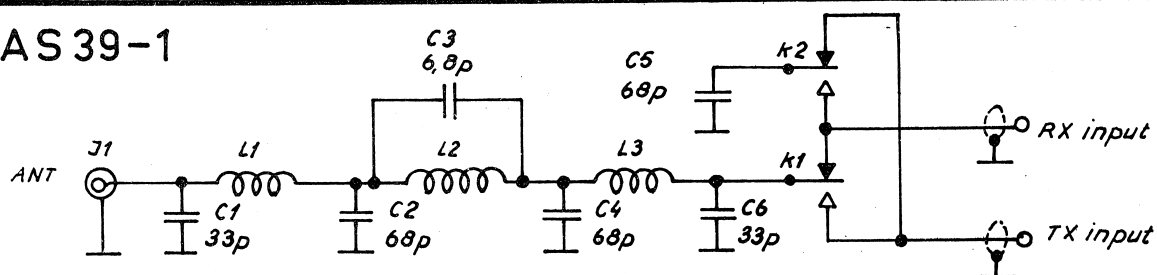 AS39-1
C3
6,8p
C5
68p
k2
RX input
ANT
J1
L1
L2
L3
k1
C1
33p
C2
68p
C4
68p
C6
33p
TX input